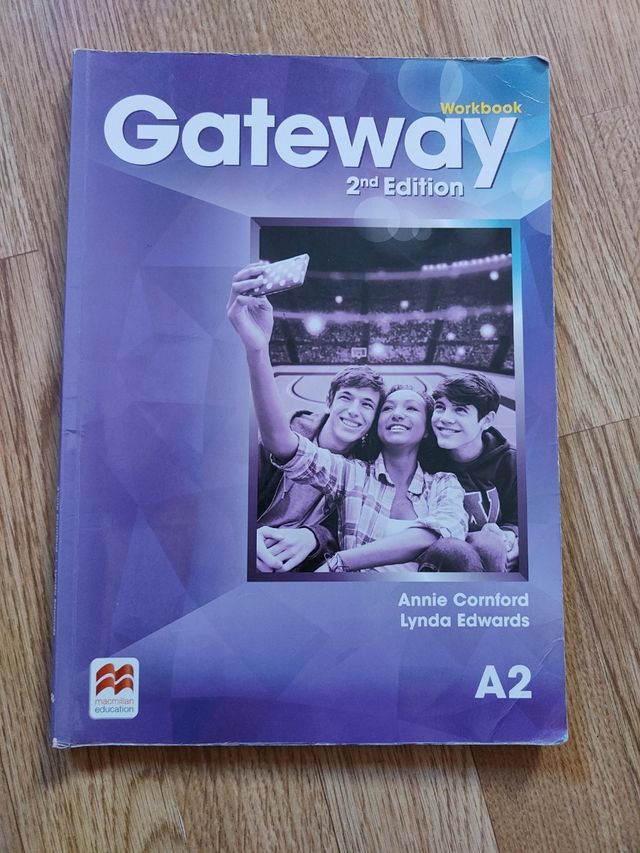 Workbook
Gateway
2nd Edition
Annie Cornford
Lynda Edwards
A2
macmillan
education